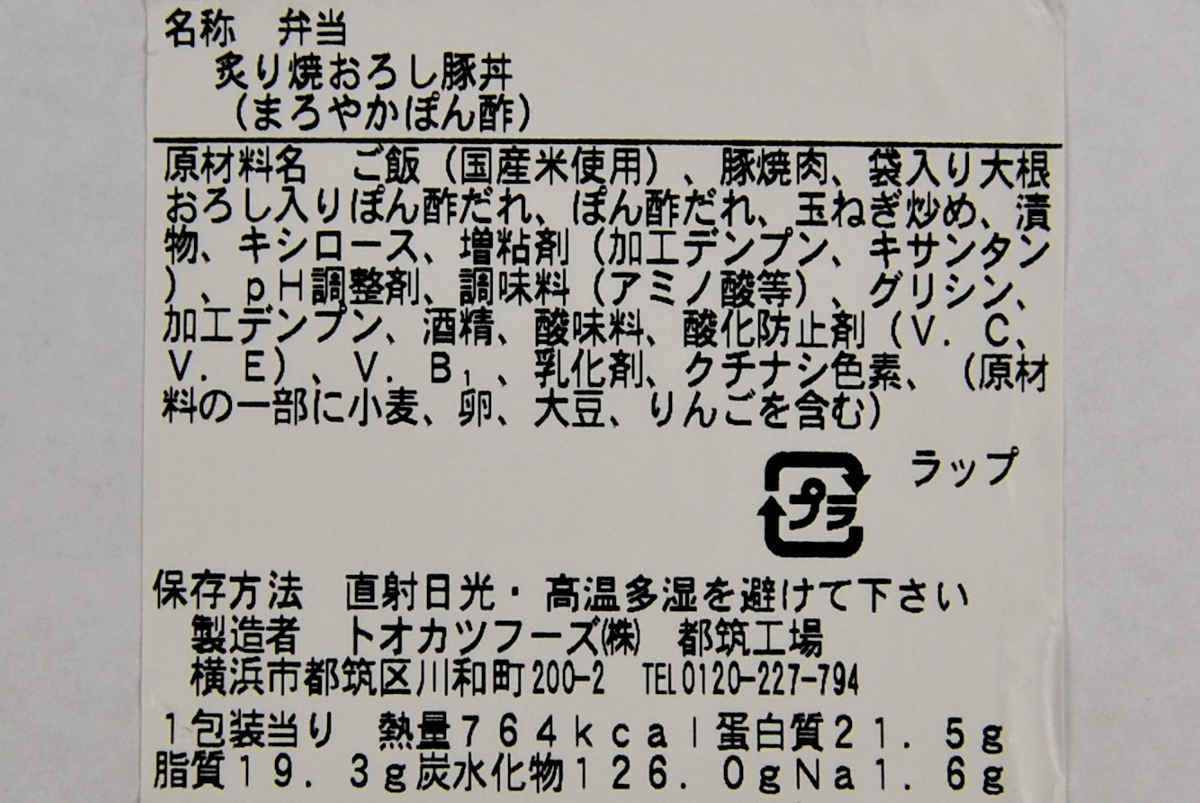 名称　弁当
炙り焼おろし豚丼
（まろやかぽん酢）
原材料名　ご飯（国産米使用）、豚焼肉、袋入り大根
おろし入りぽん酢だれ、ぽん酢だれ、玉ねぎ炒め、漬
物、キシロース、増粘剤（加工デンプン、キサンタン
）、ｐＨ調整剤、調味料（アミノ酸等）、グリシン、
加工デンプン、酒精、酸味料、酸化防止剤（Ｖ．Ｃ、
Ｖ．Ｅ）、Ｖ．Ｂ₁、乳化剤、クチナシ色素、（原材
料の一部に小麦、卵、大豆、りんごを含む）
ラップ
プラ
保存方法　直射日光・高温多湿を避けて下さい
製造者　トオカツフーズ㈱　都筑工場
横浜市都筑区川和町200-2　TEL0120-227-794
１包装当り　熱量７６４ｋｃａｌ蛋白質２１．５ｇ
脂質１９．３ｇ炭水化物１２６．０ｇＮａ１．６ｇ